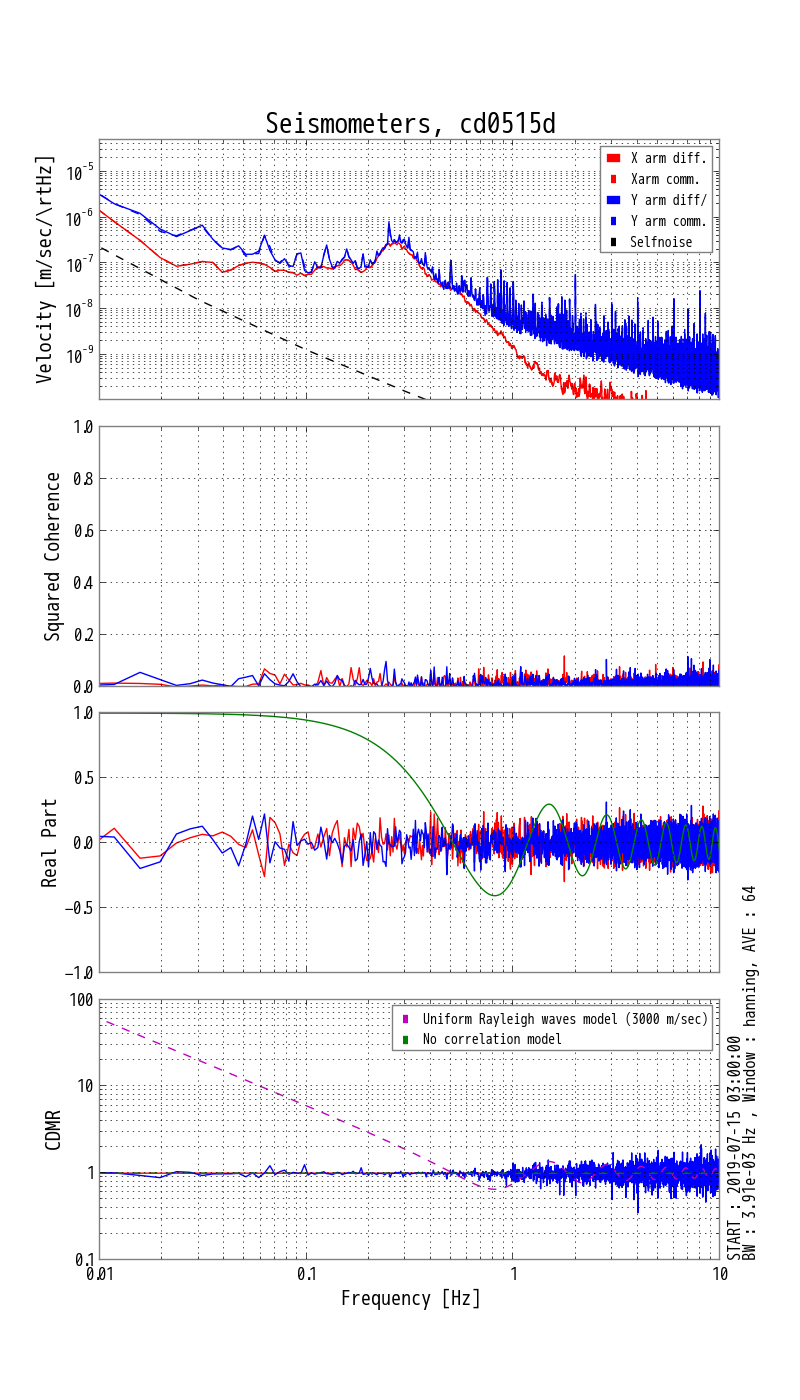 Seismometers, cd0515d
Velocity [m/sec/\rtHz]
10^-5
10^-6
10^-7
10^-8
10^-9
X arm diff.
Xarm comm.
Y arm diff/
Y arm comm.
Selfnoise
Squared Coherence
1.0
0.8
0.6
0.4
0.2
0.0
Real Part
1.0
0.5
0.0
−0.5
−1.0
CDMR
100
10
1
0.1
Uniform Rayleigh waves model (3000 m/sec)
No correlation model
0.01
0.1
1
10
Frequency [Hz]
START : 2019-07-15 03:00:00
BW : 3.91e-03 Hz , Window : hanning, AVE : 64